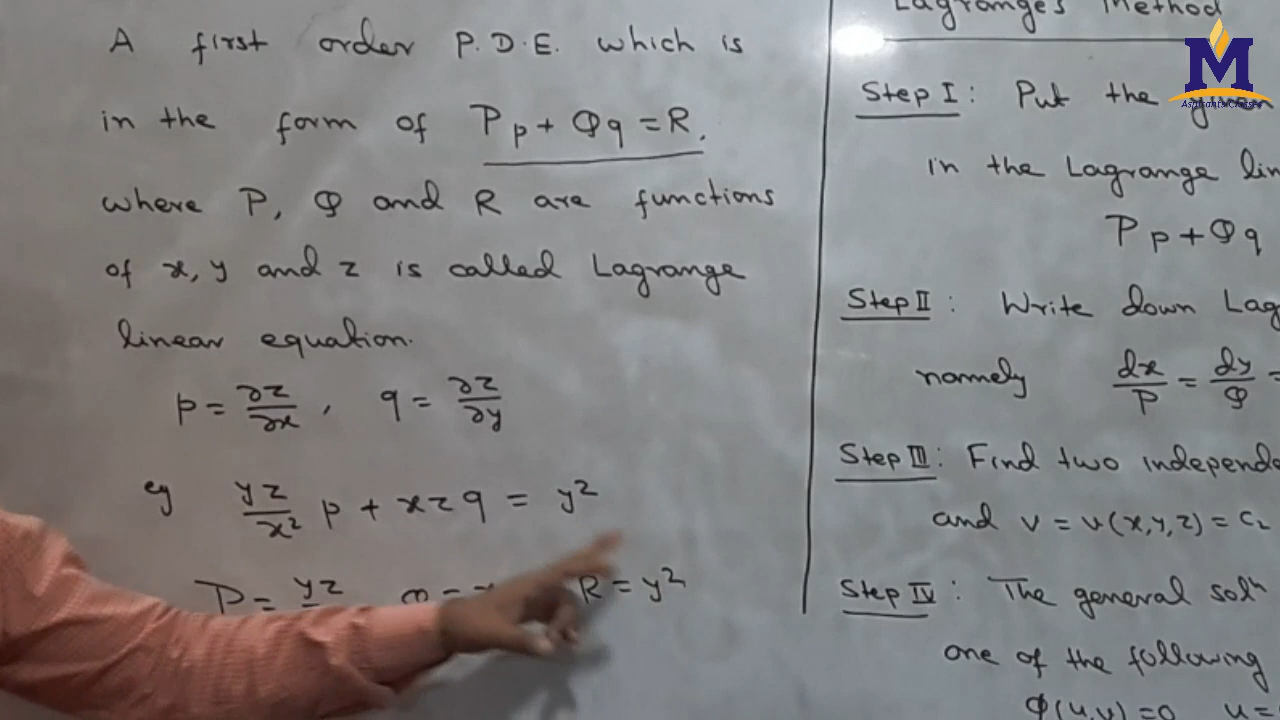 A first order P.D.E. which is
in the form of Pp + Qq = R.
where P, Q and R are functions
of x, y and z is called Lagrange
linear equation.
p = ∂z/∂x , q = ∂z/∂y
eg yz/x² p + xzq = y²
P = yz R = y²
Lagranges Method
Step I : Put the given
in the Lagrange
Pp + Qq
Step II : Write down
namely dx/P = dy/Q =
Step III : Find two
and v = v(x,y,z) = c₂
Step IV : The general solⁿ
one of the following
φ(u,v) = 0 u =
M
Aspirants Classes